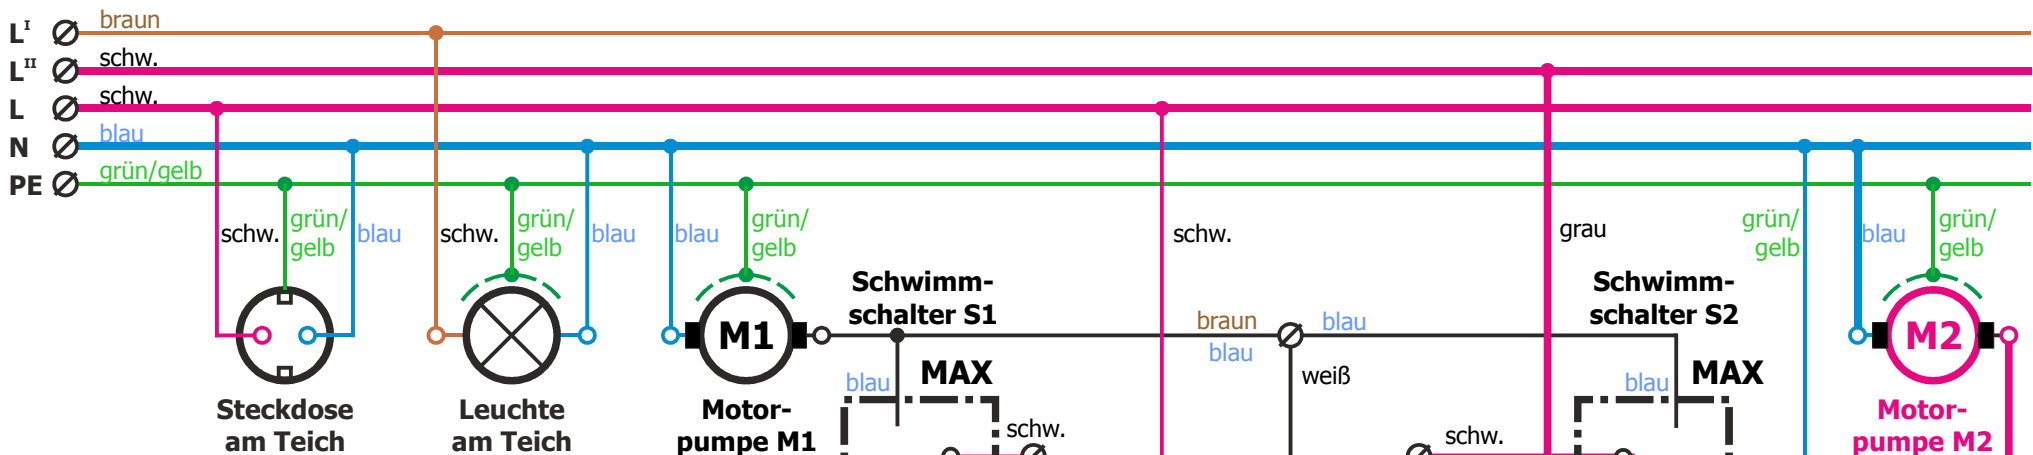 L^I braun
L^II schw.
L schw.
N blau
PE grün/gelb
schw.
grün/
gelb
blau
schw.
grün/
gelb
blau
blau
grün/
gelb
schw.
grau
grün/
gelb
blau
grün/
gelb
Steckdose
am Teich
Leuchte
am Teich
M1
Motor-
pumpe M1
Schwimm-
schalter S1
blau
MAX
schw.
braun
blau
blau
weiß
schw.
Schwimm-
schalter S2
blau
MAX
M2
Motor-
pumpe M2